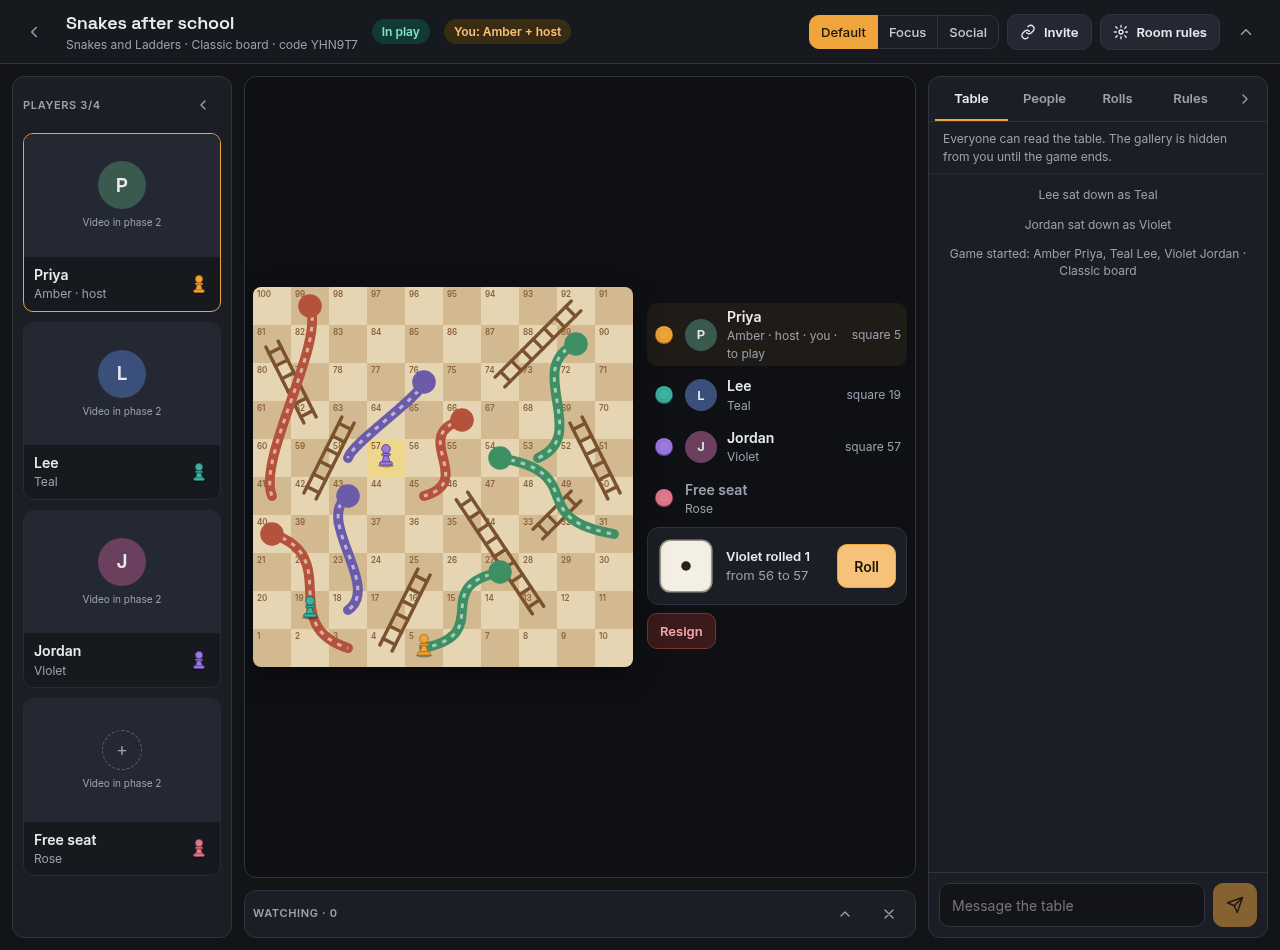 Snakes after school
Snakes and Ladders · Classic board · code YHN9T7
In play
You: Amber + host
Default
Focus
Social
Invite
Room rules
PLAYERS 3/4
P
Video in phase 2
Priya
Amber · host
L
Video in phase 2
Lee
Teal
J
Video in phase 2
Jordan
Violet
+
Video in phase 2
Free seat
Rose
100 99 98 97 96 95 94 93 92 91
81 82 83 84 85 86 87 88 89 90
80 78 77 76 75 74 73 72 71
61 62 63 64 65 66 67 68 69 70
60 59 58 57 56 55 54 53 52 51
41 42 43 44 45 46 47 48 49 50
40 39 37 36 35 34 33 32 31
21 22 23 24 25 26 27 28 29 30
20 19 18 17 16 15 14 12 11
1 2 3 4 5 7 8 9 10
P
Priya
Amber · host · you ·
to play
square 5
L
Lee
Teal
square 19
J
Jordan
Violet
square 57
Free seat
Rose
Violet rolled 1
from 56 to 57
Roll
Resign
WATCHING · 0
Table
People
Rolls
Rules
Everyone can read the table. The gallery is hidden
from you until the game ends.
Lee sat down as Teal
Jordan sat down as Violet
Game started: Amber Priya, Teal Lee, Violet Jordan ·
Classic board
Message the table